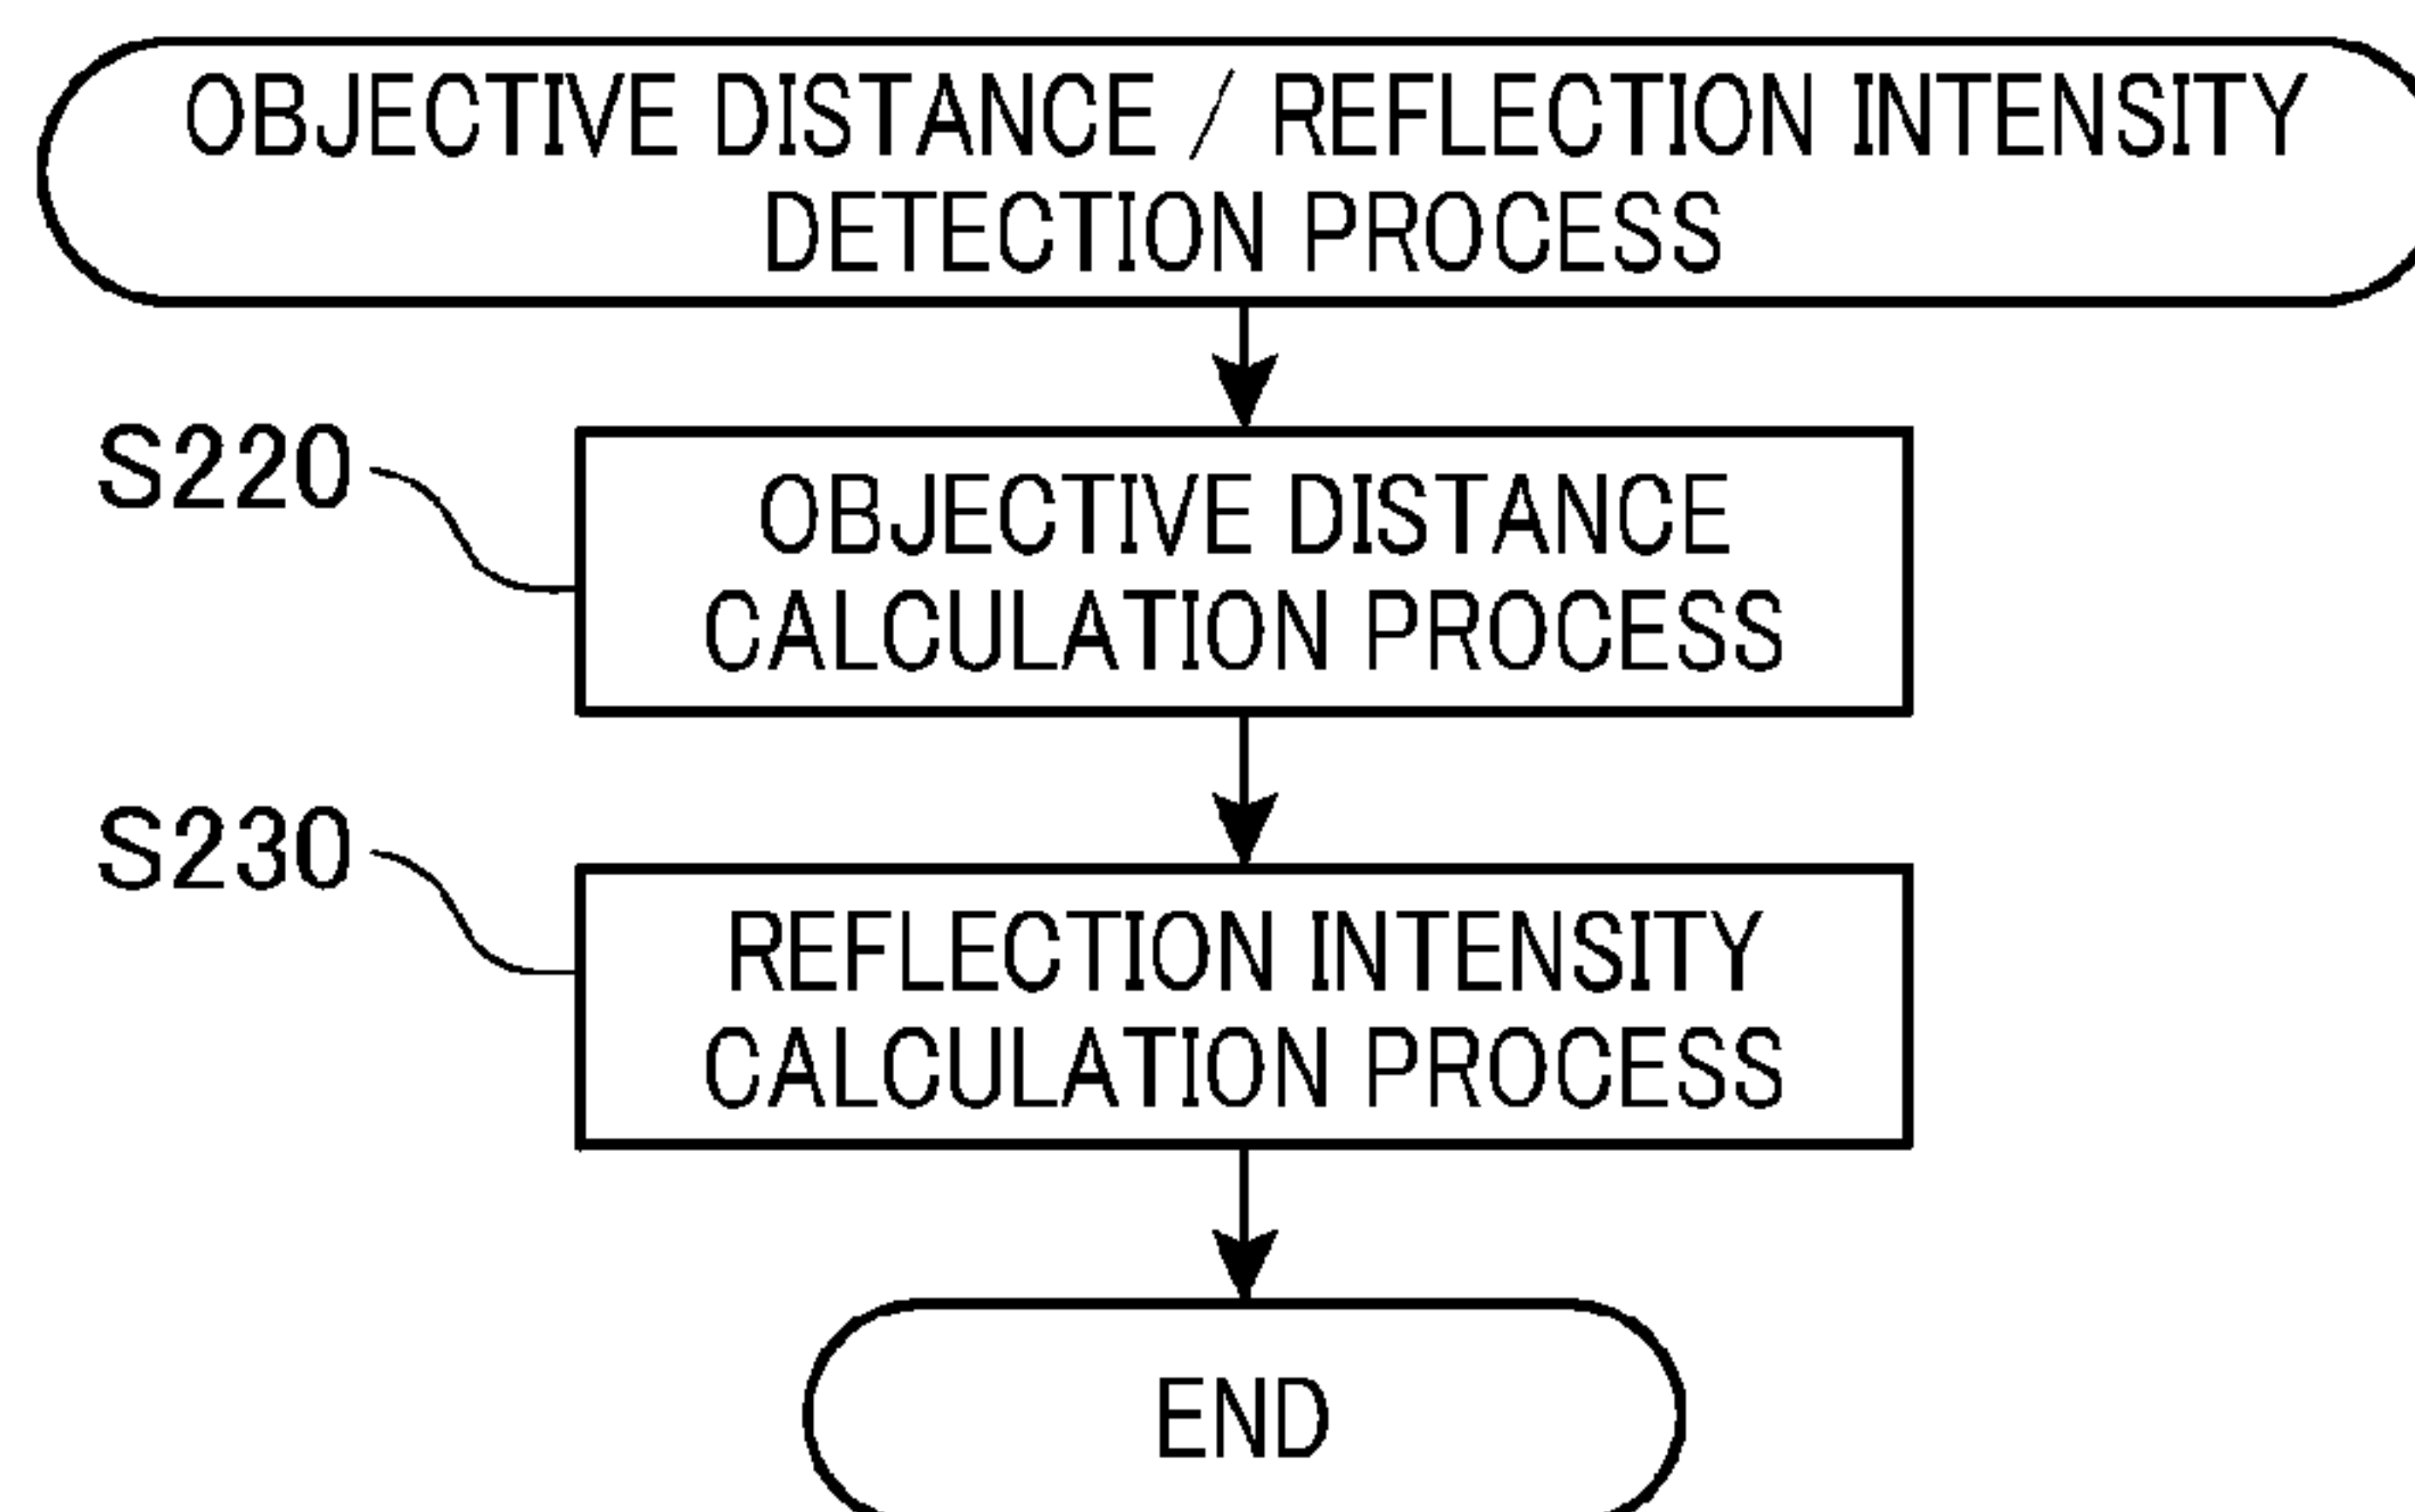 OBJECTIVE DISTANCE / REFLECTION INTENSITY
DETECTION PROCESS
S220
OBJECTIVE DISTANCE
CALCULATION PROCESS
S230
REFLECTION INTENSITY
CALCULATION PROCESS
END